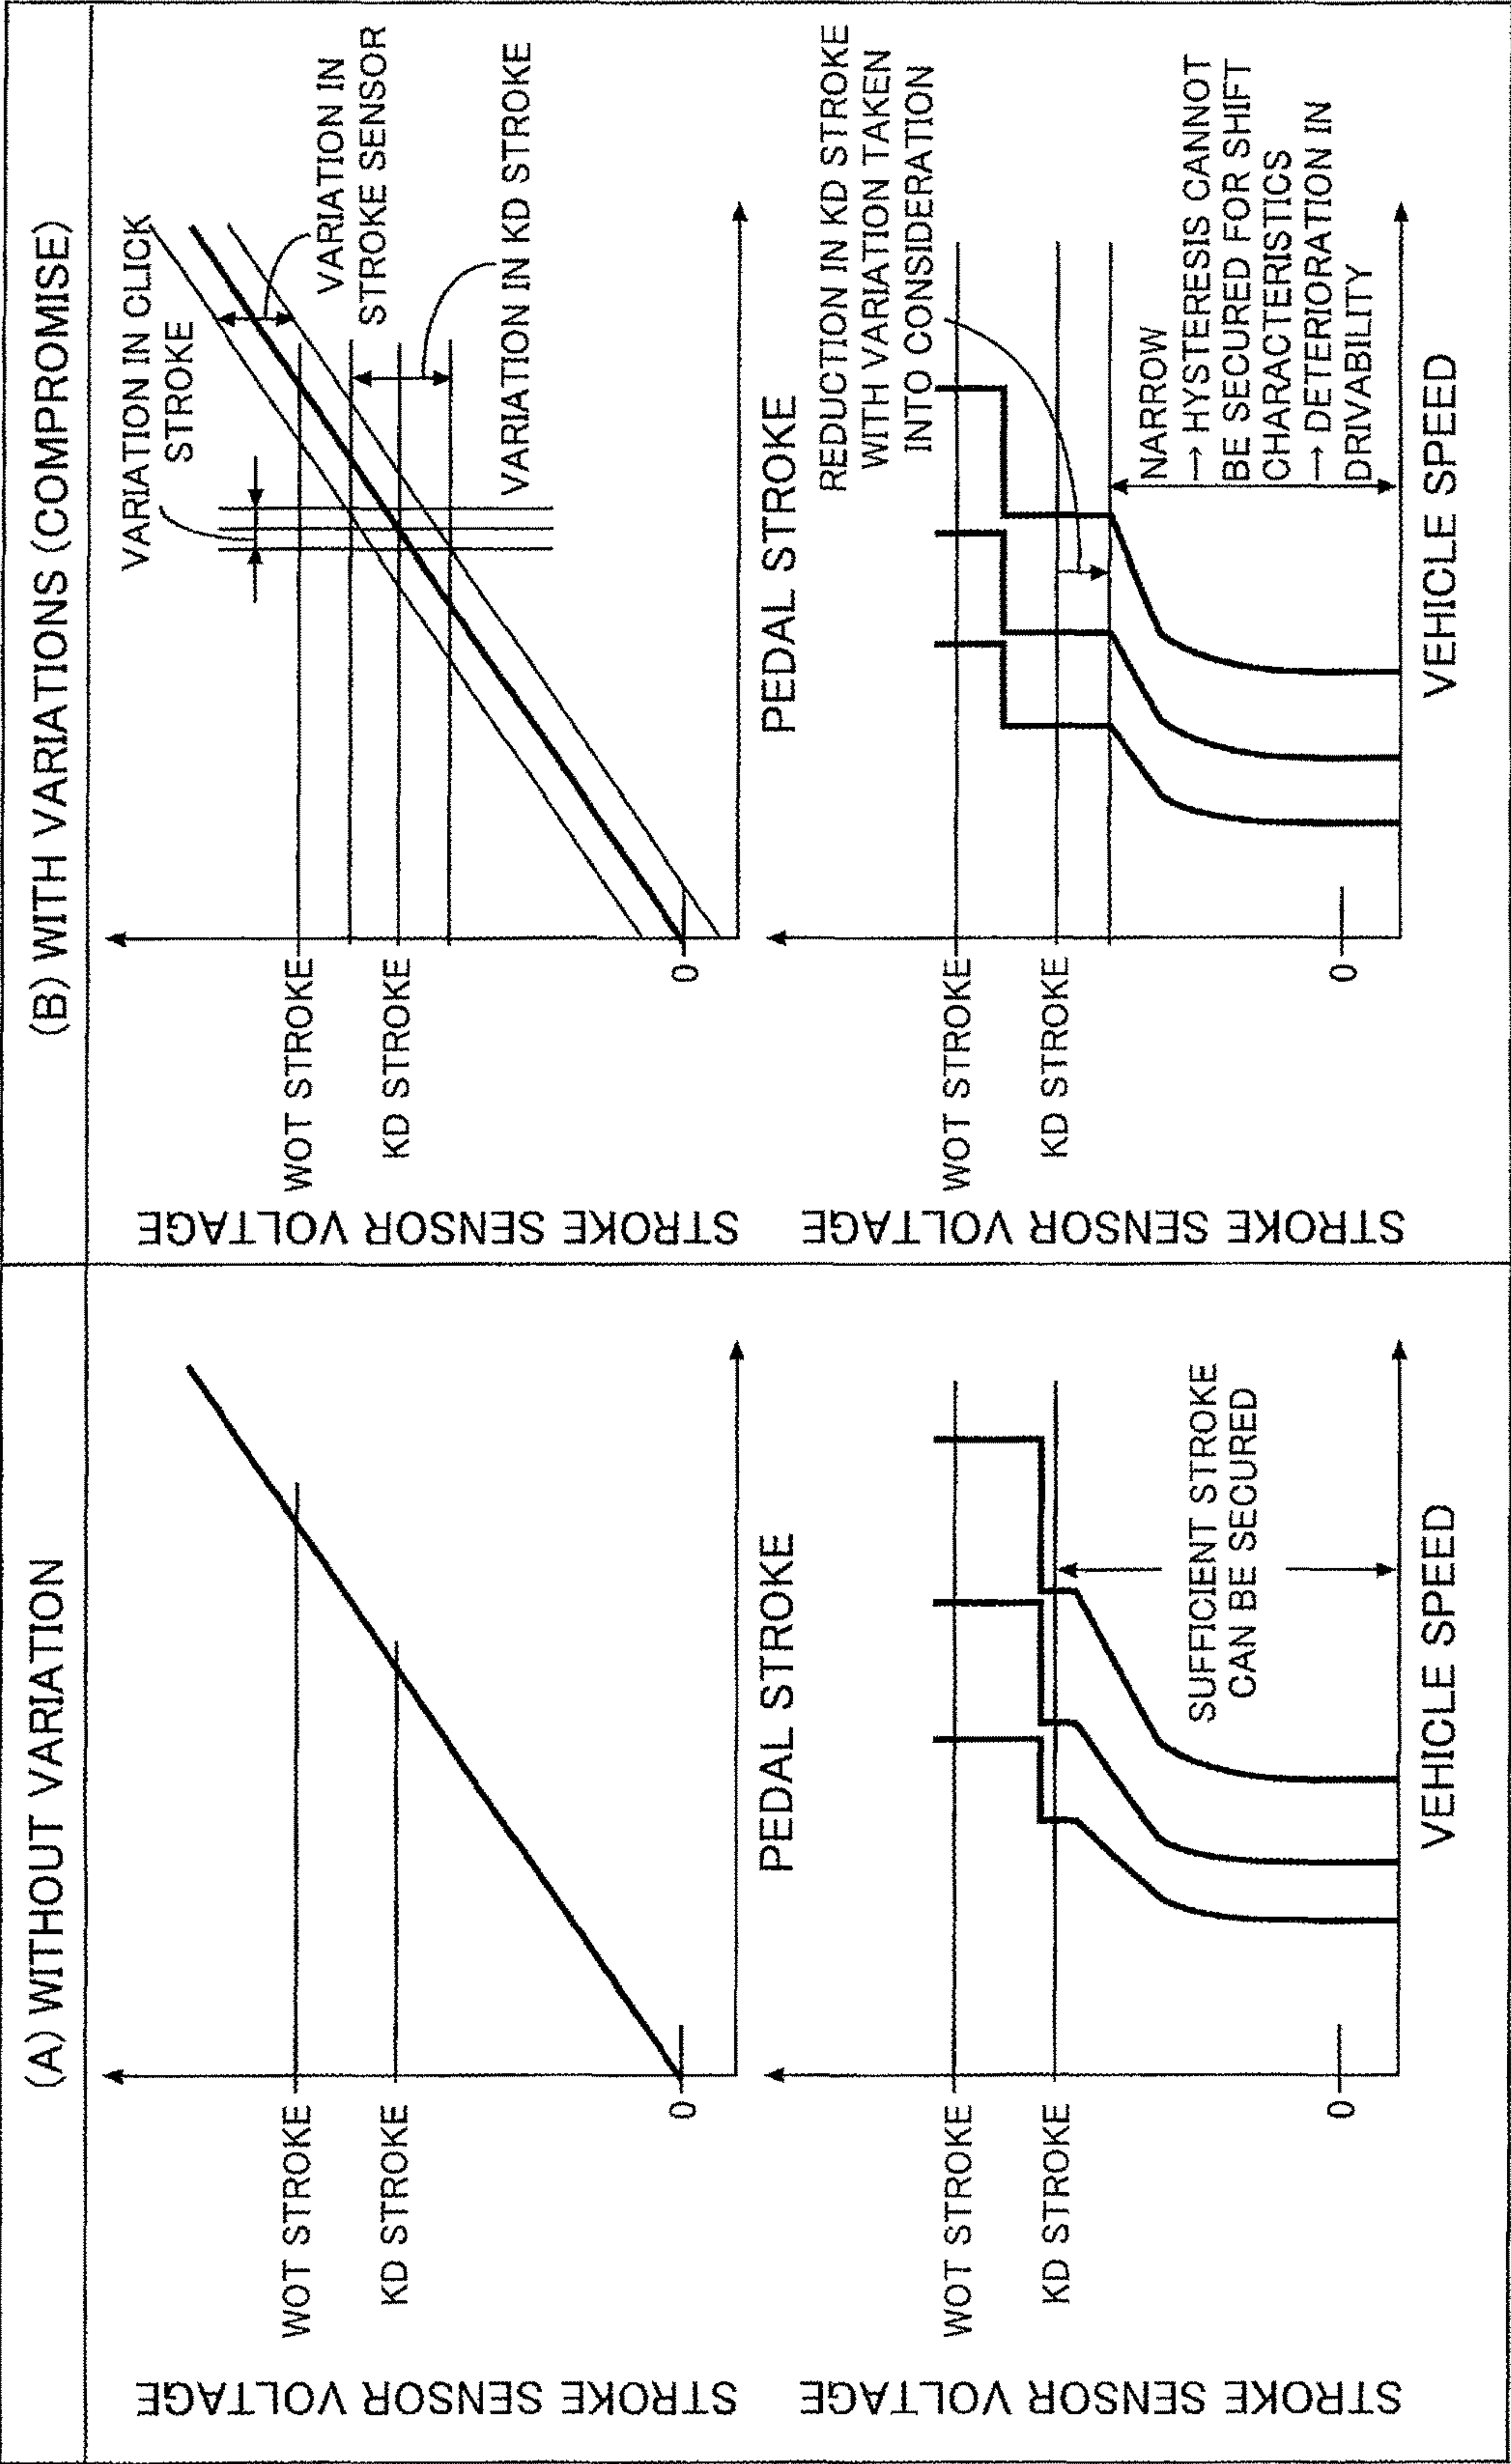 (A) WITHOUT VARIATION
STROKE SENSOR VOLTAGE
WOT STROKE
KD STROKE
0
PEDAL STROKE
STROKE SENSOR VOLTAGE
WOT STROKE
KD STROKE
0
SUFFICIENT STROKE
CAN BE SECURED
VEHICLE SPEED
(B) WITH VARIATIONS (COMPROMISE)
STROKE SENSOR VOLTAGE
WOT STROKE
KD STROKE
0
VARIATION IN CLICK
STROKE
VARIATION IN
STROKE SENSOR
VARIATION IN KD STROKE
PEDAL STROKE
STROKE SENSOR VOLTAGE
WOT STROKE
KD STROKE
0
REDUCTION IN KD STROKE
WITH VARIATION TAKEN
INTO CONSIDERATION
NARROW
→ HYSTERESIS CANNOT
BE SECURED FOR SHIFT
CHARACTERISTICS
→ DETERIORATION IN
DRIVABILITY
VEHICLE SPEED